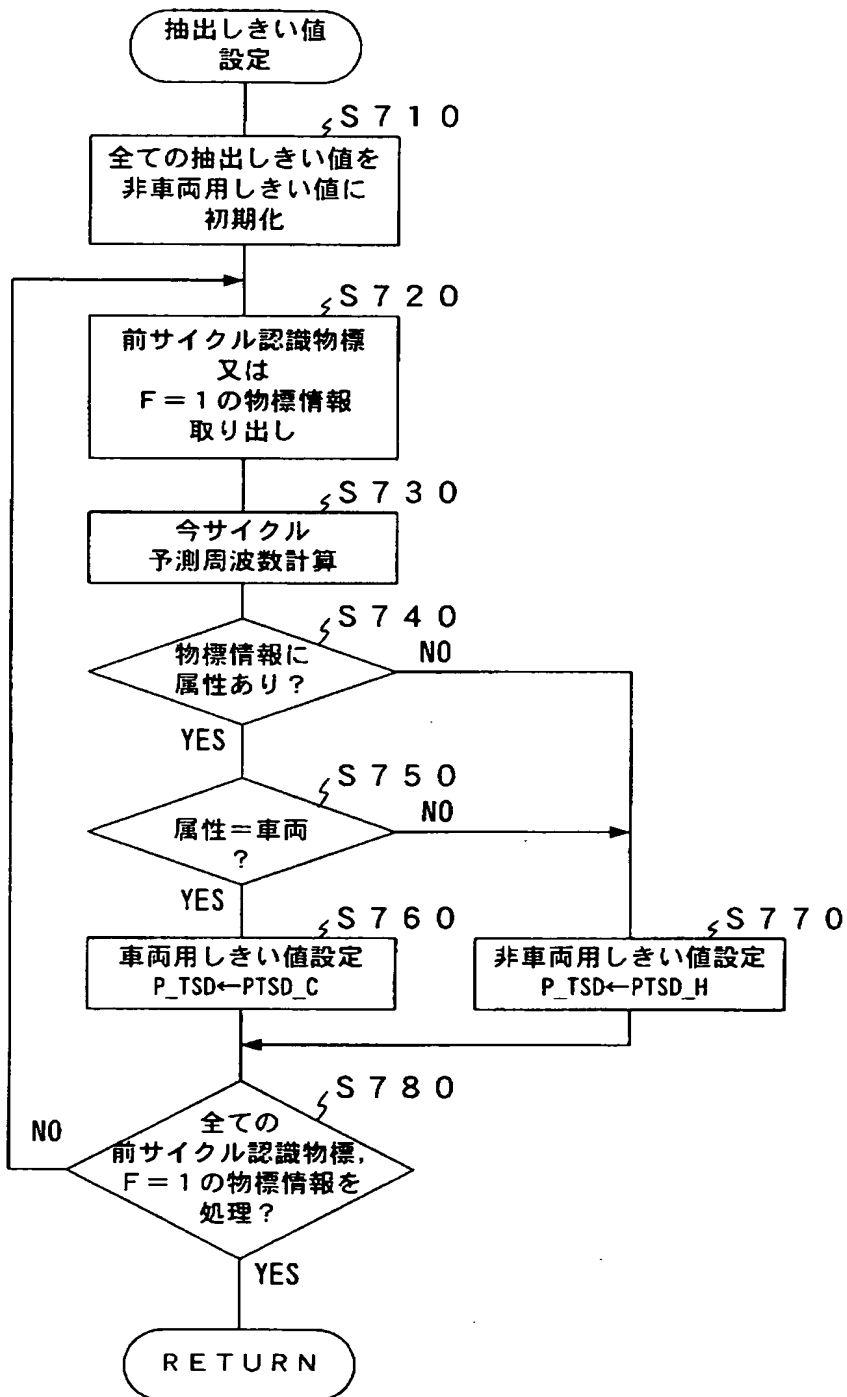 抽出しきい値
設定
S710
全ての抽出しきい値を
非車両用しきい値に
初期化
S720
前サイクル認識物標
又は
F=1の物標情報
取り出し
S730
今サイクル
予測周波数計算
S740
物標情報に
属性あり?
NO
YES
S750
属性=車両
?
NO
YES
S760
車両用しきい値設定
P_TSD←PTSD_C
S770
非車両用しきい値設定
P_TSD←PTSD_H
S780
全ての
前サイクル認識物標,
F=1の物標情報を
処理?
NO
YES
RETURN